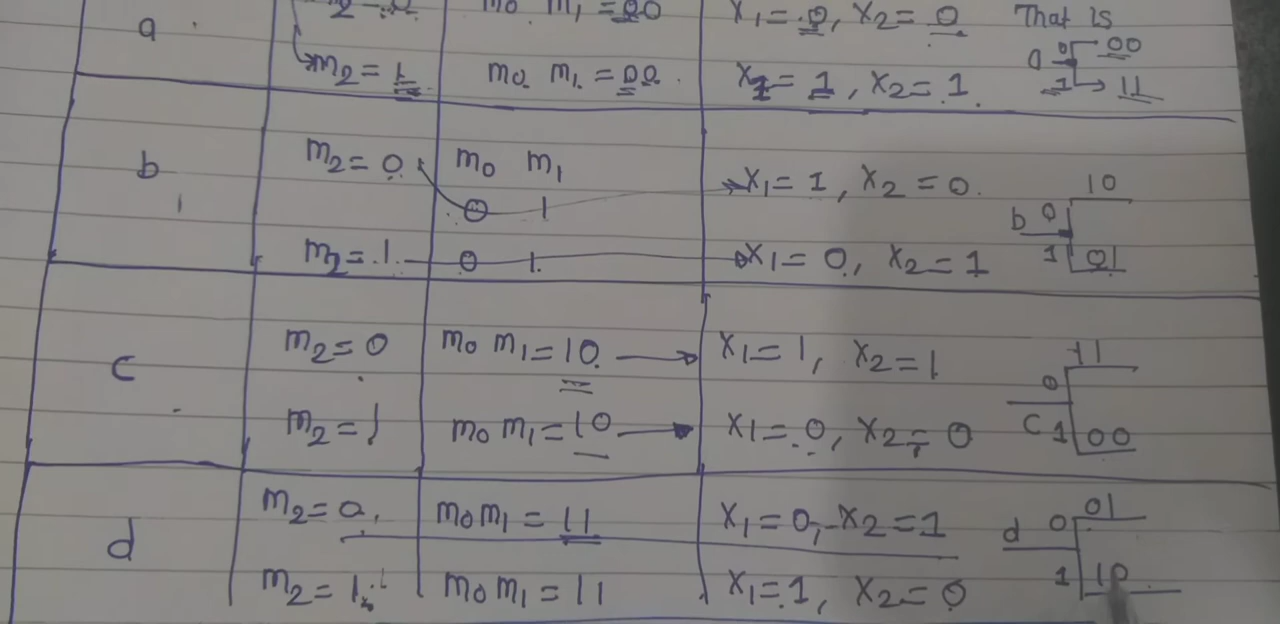 m2 = 0 m0 m1 = 00 x1 = 0, x2 = 0 That is
a 0 00
m2 = 1 m0 m1 = 00 x1 = 1, x2 = 1 a 1 11
b m2 = 0 m0 m1 x1 = 1, x2 = 0 10
0 1 b 0
m2 = 1 0 1 x1 = 0, x2 = 1 1 01
m2 = 0 m0 m1 = 10 x1 = 1, x2 = 1 11
c 0
m2 = 1 m0 m1 = 10 x1 = 0, x2 = 0 c 1 00
m2 = 0 m0 m1 = 11 x1 = 0, x2 = 1 d 0 01
d
m2 = 1 m0 m1 = 11 x1 = 1, x2 = 0 1 10